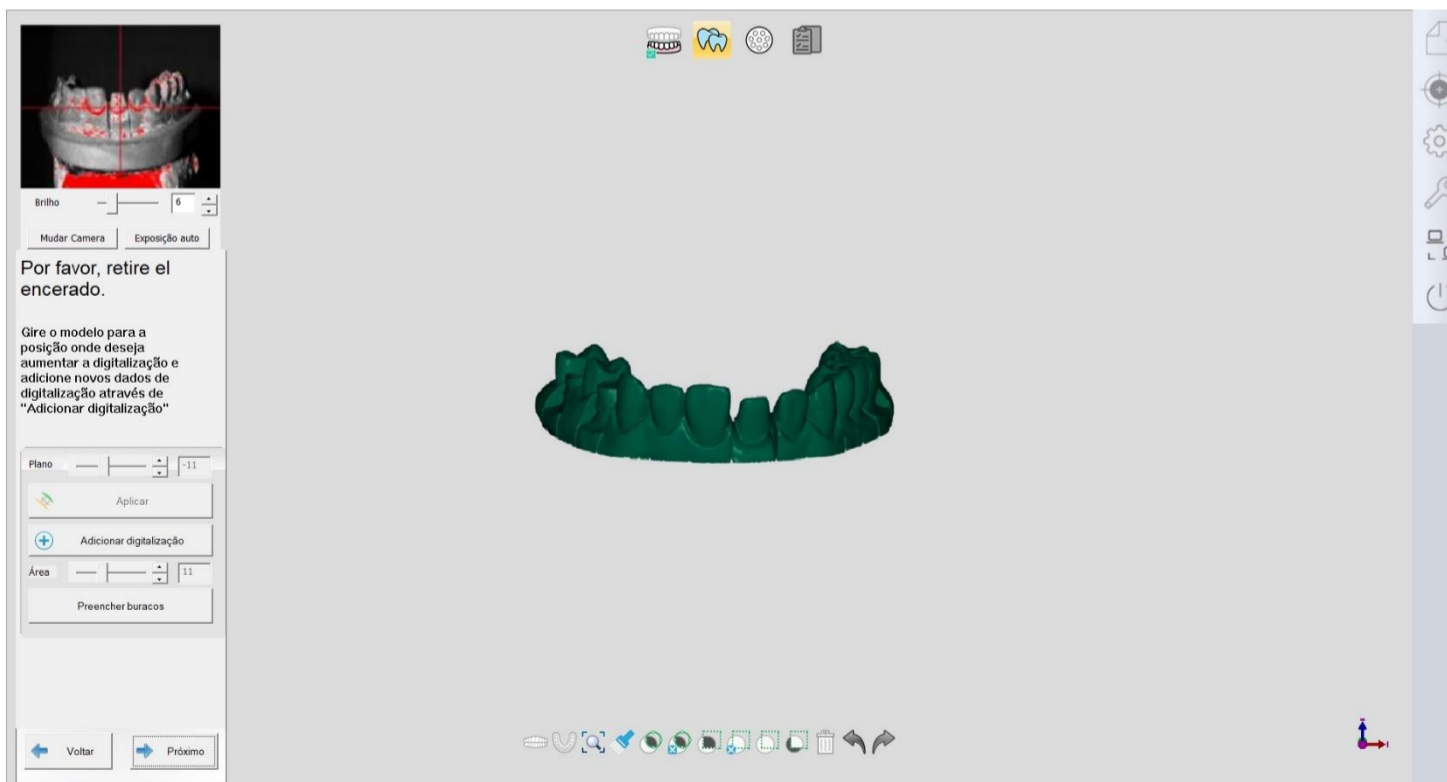 Brilho
6
Mudar Camera
Exposição auto
Por favor, retire el
encerado.
Gire o modelo para a
posição onde deseja
aumentar a digitalização e
adicione novos dados de
digitalização através de
"Adicionar digitalização"
Plano
-11
Aplicar
Adicionar digitalização
Área
11
Preencher buracos
Voltar
Próximo